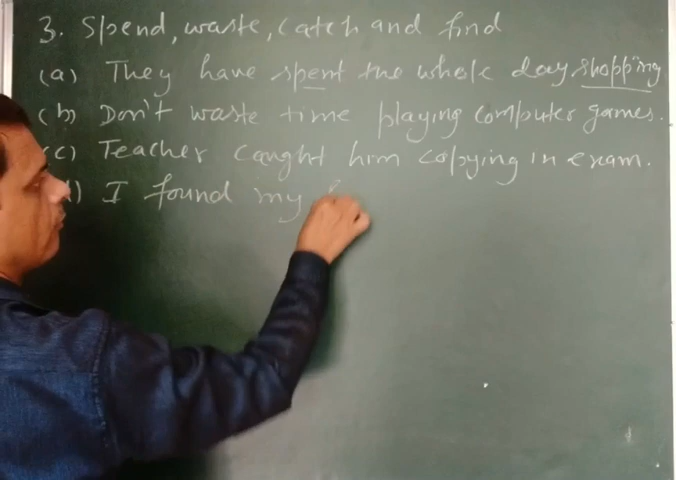 3. Spend, waste, catch and find
(a) They have spent the whole day shopping
(b) Don't waste time playing computer games.
(c) Teacher caught him copying in exam.
d) I found my